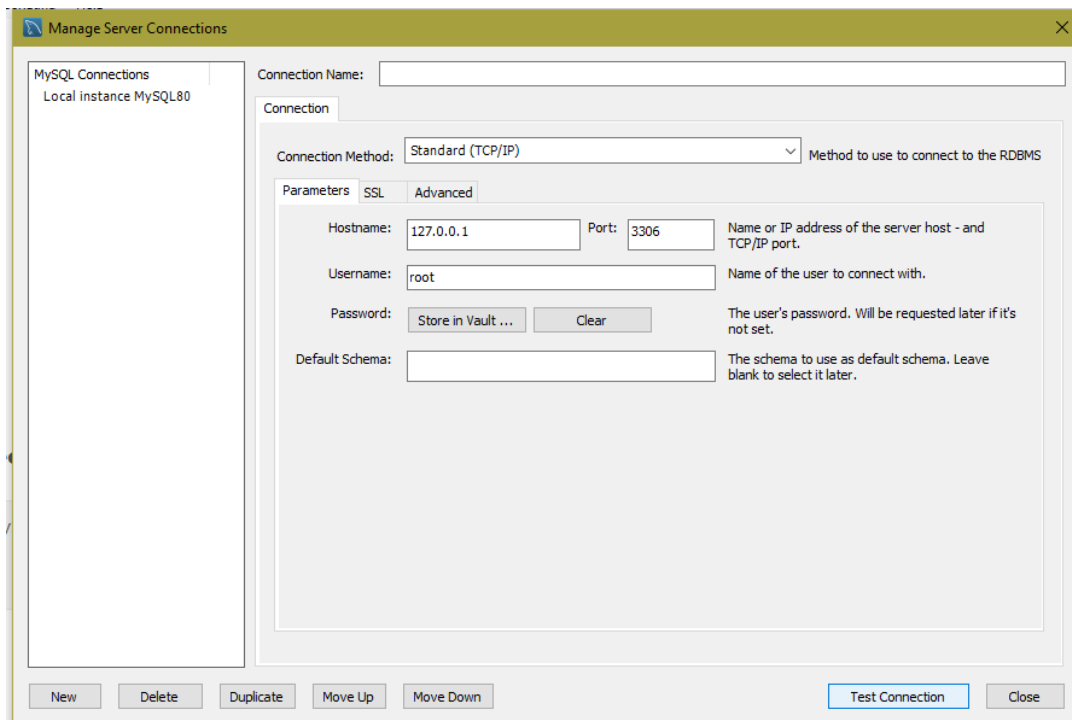 Manage Server Connections
MySQL Connections
Local instance MySQL80
Connection Name:
Connection
Connection Method: Standard (TCP/IP) Method to use to connect to the RDBMS
Parameters SSL Advanced
Hostname: 127.0.0.1 Port: 3306 Name or IP address of the server host - and
TCP/IP port.
Username: root Name of the user to connect with.
Password: Store in Vault ... Clear The user's password. Will be requested later if it's
not set.
Default Schema: The schema to use as default schema. Leave
blank to select it later.
New Delete Duplicate Move Up Move Down Test Connection Close